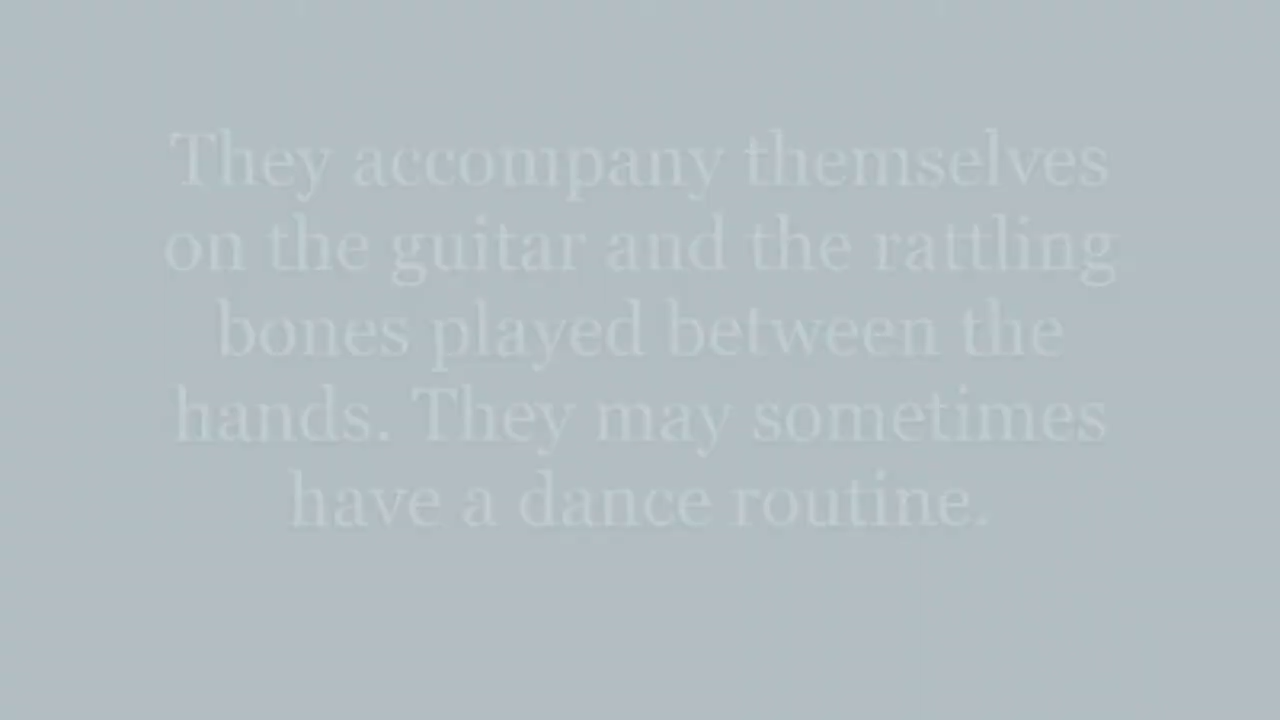 They accompany themselves
on the guitar and the rattling
bones played between the
hands. They may sometimes
have a dance routine.